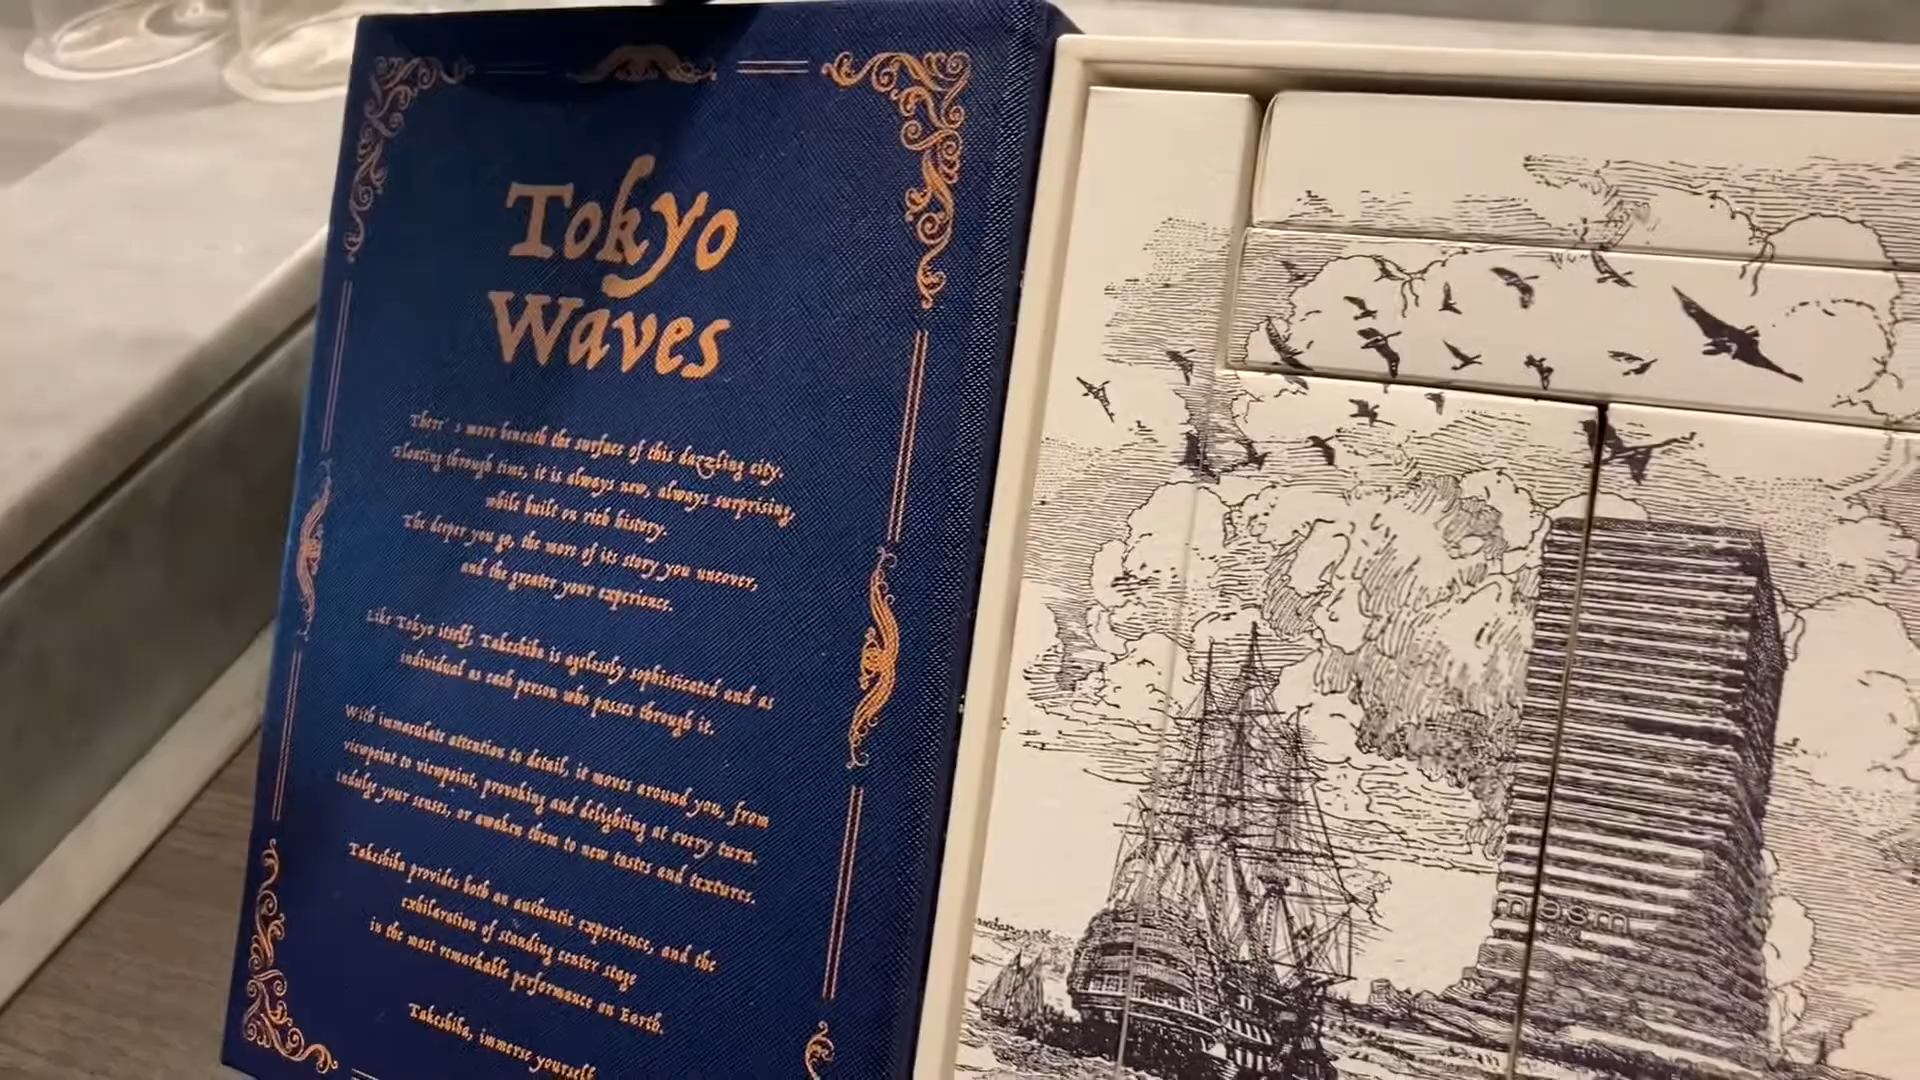 Tokyo
Waves
There's more beneath the surface of this dazzling city.
Floating through time, it is always new, always surprising,
while built on rich history.
The deeper you go, the more of its story you uncover,
and the greater your experience.
Like Tokyo itself, Takeshiba is agelessly sophisticated and as
individual as each person who passes through it.
With immaculate attention to detail, it moves around you, from
viewpoint to viewpoint, provoking and delighting at every turn.
Indulge your senses, or awaken them to new tastes and textures.
Takeshiba provides both an authentic experience, and the
exhilaration of standing center stage
in the most remarkable performance on Earth.
Takeshiba, immerse yourself
mesm